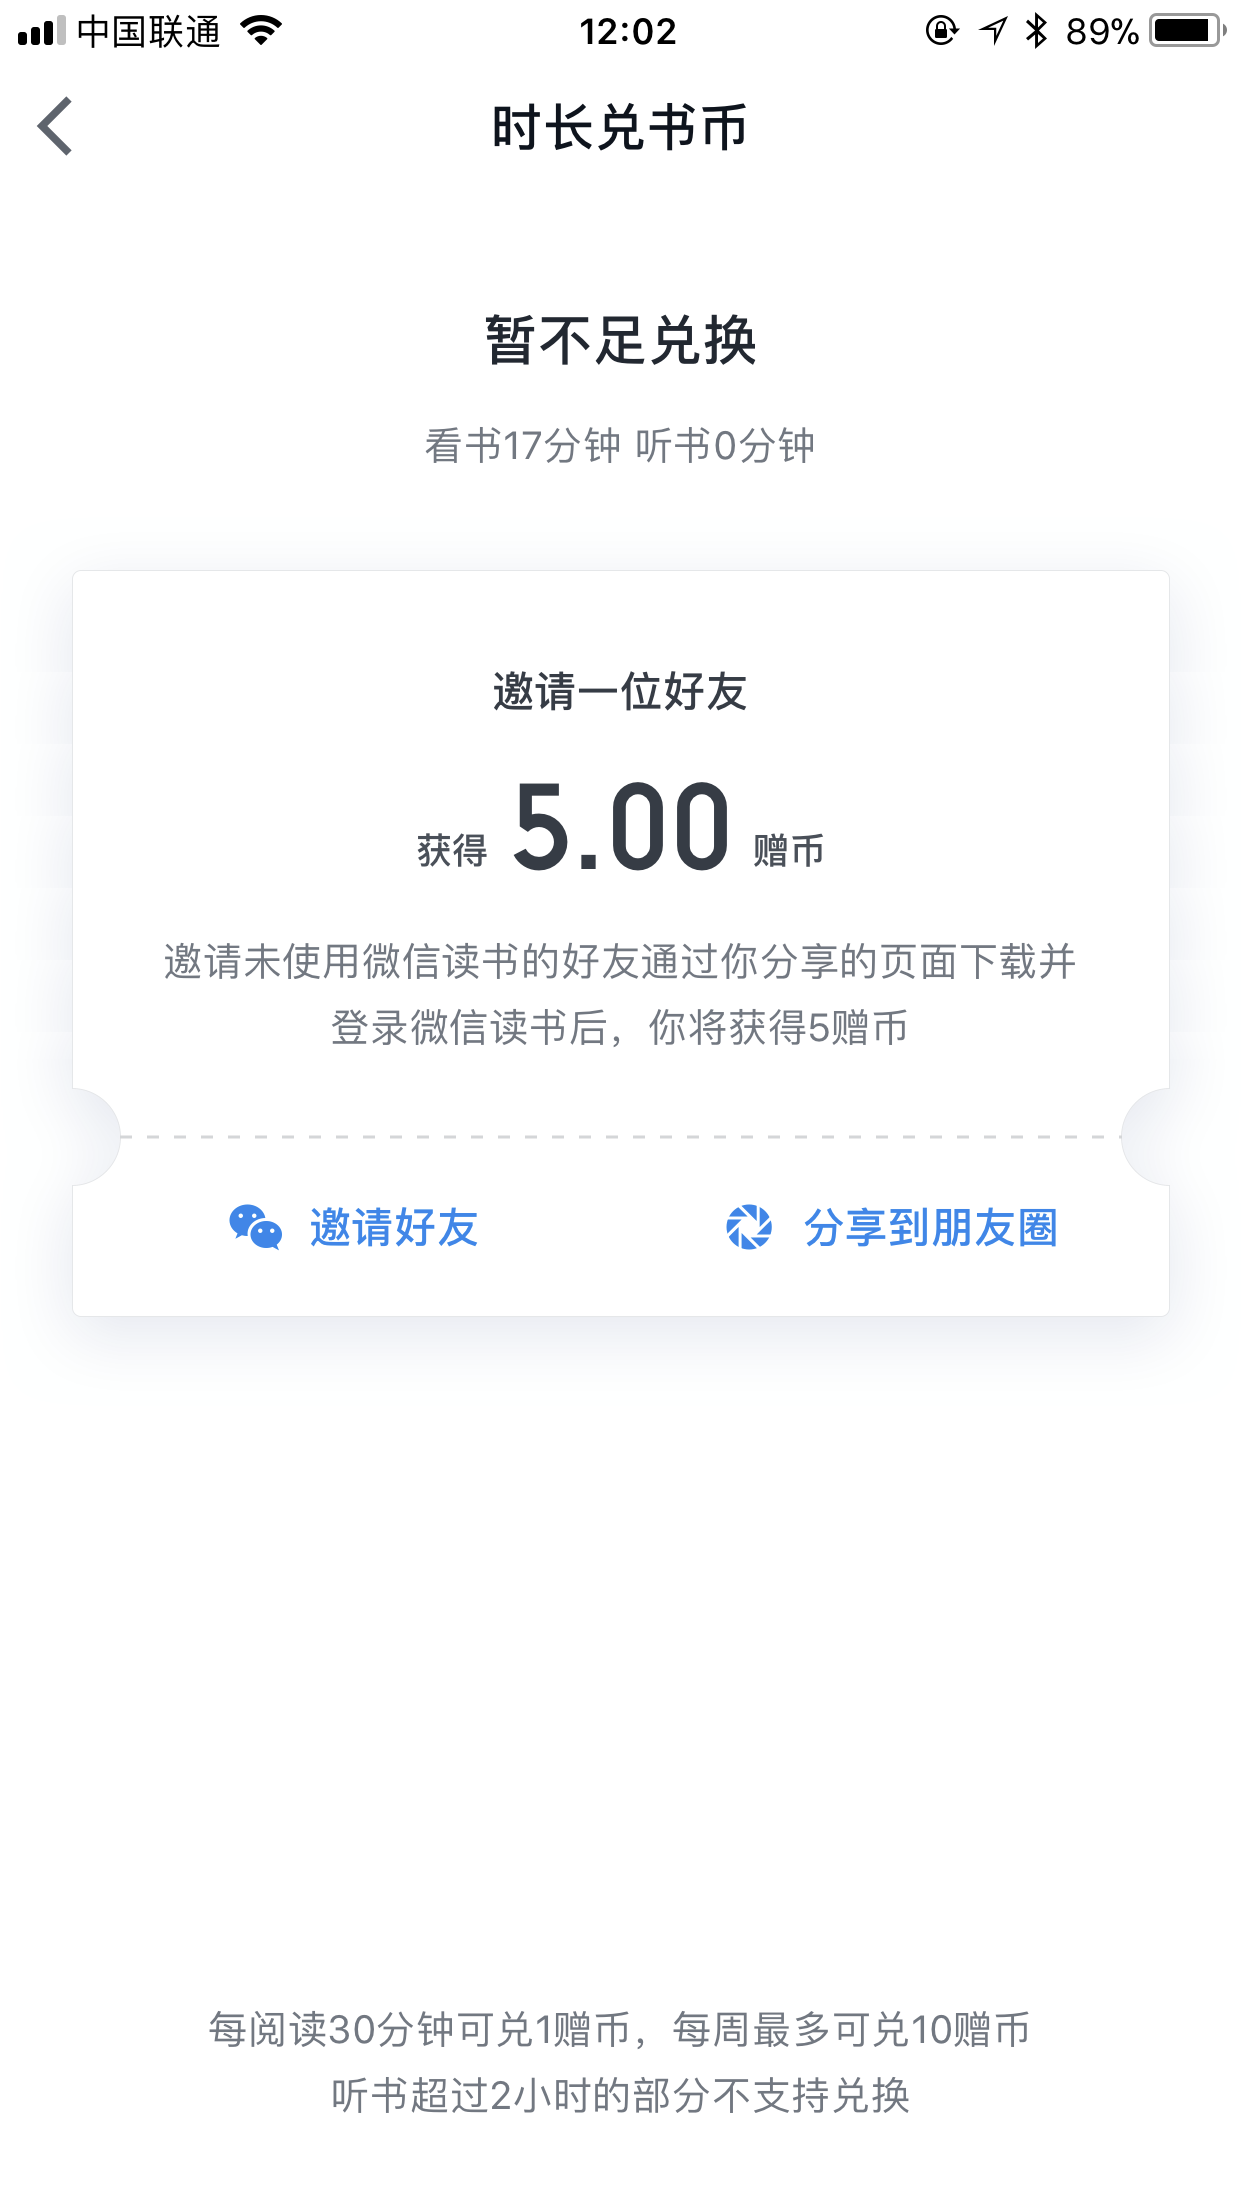 中国联通 12:02 89%
时长兑书币
暂不足兑换
看书17分钟 听书0分钟
邀请一位好友
获得 5.00 赠币
邀请未使用微信读书的好友通过你分享的页面下载并
登录微信读书后，你将获得5赠币
邀请好友 分享到朋友圈
每阅读30分钟可兑1赠币，每周最多可兑10赠币
听书超过2小时的部分不支持兑换